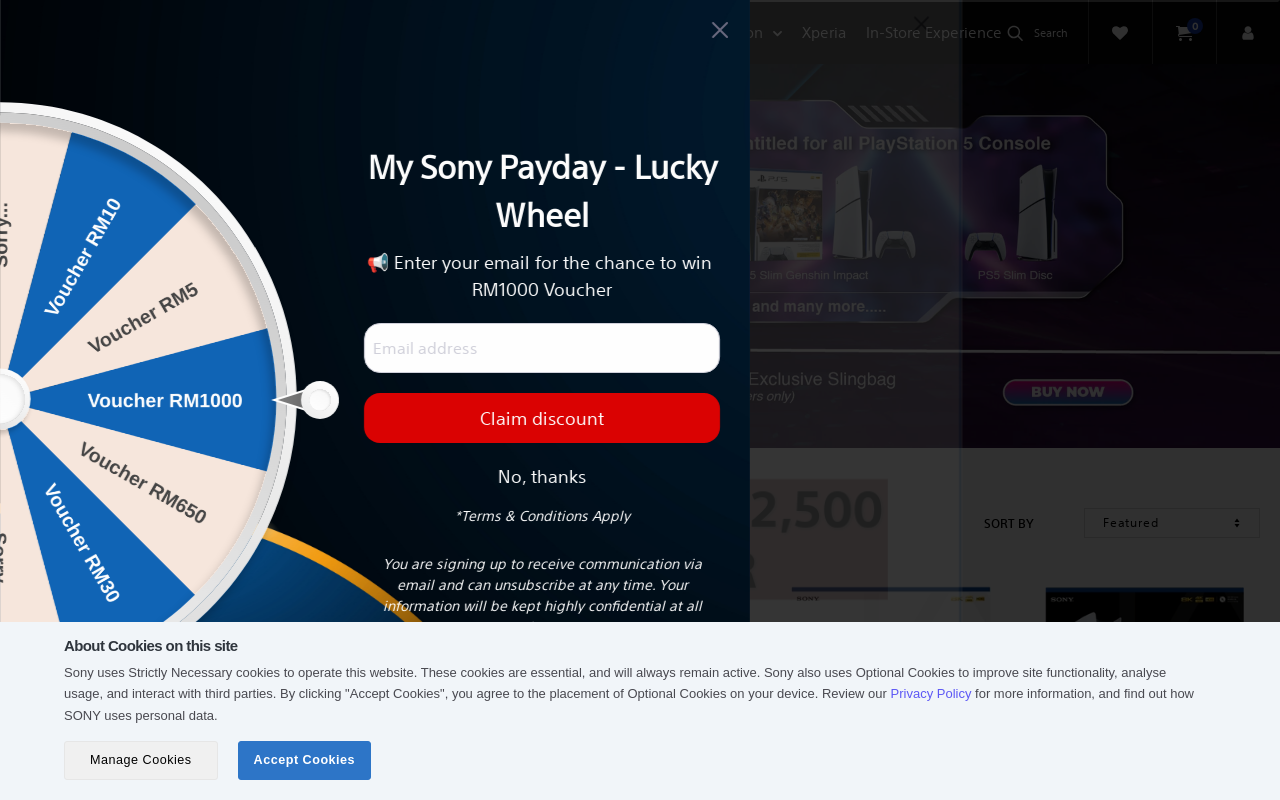 Xperia
In-Store Experience
Search
0
My Sony Payday - Lucky
Wheel
📢 Enter your email for the chance to win
RM1000 Voucher
Email address
Claim discount
No, thanks
*Terms & Conditions Apply
You are signing up to receive communication via
email and can unsubscribe at any time. Your
information will be kept highly confidential at all
Sorry...
Voucher RM10
Voucher RM5
Voucher RM1000
Voucher RM650
Voucher RM30
ntitled for all PlayStation 5 Console
5 Slim Genshin Impact
PS5 Slim Disc
and many more.....
Exclusive Slingbag
BUY NOW
2,500
SORT BY
Featured
SONY
SONY
About Cookies on this site
Sony uses Strictly Necessary cookies to operate this website. These cookies are essential, and will always remain active. Sony also uses Optional Cookies to improve site functionality, analyse
usage, and interact with third parties. By clicking "Accept Cookies", you agree to the placement of Optional Cookies on your device. Review our Privacy Policy for more information, and find out how
SONY uses personal data.
Manage Cookies
Accept Cookies